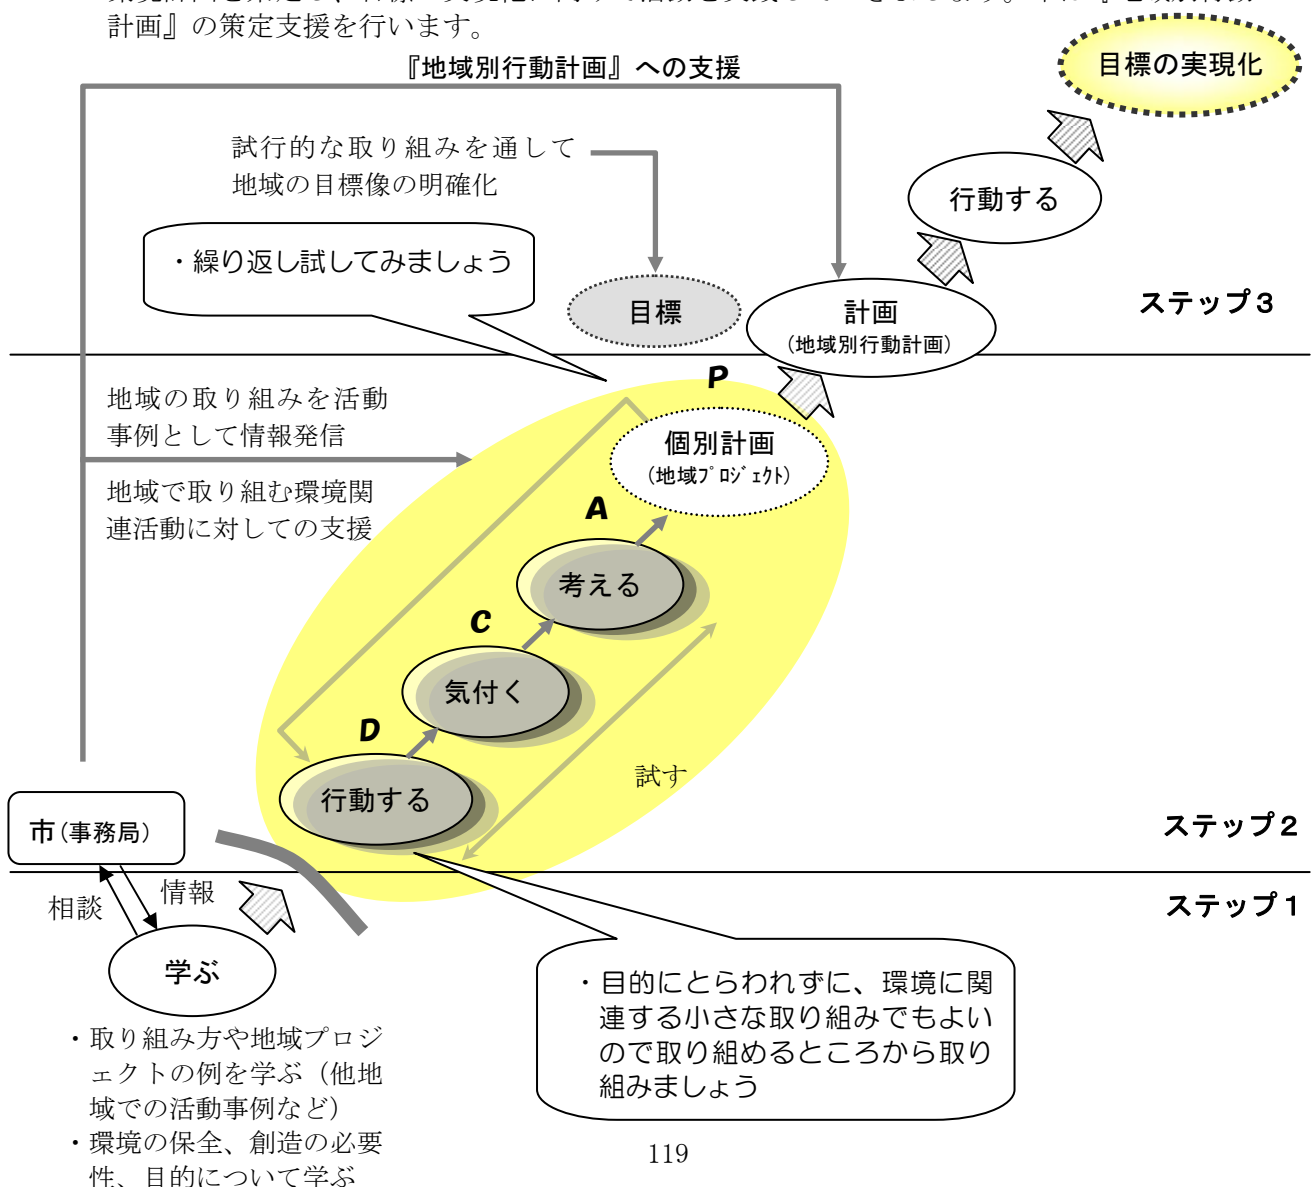 計画』の策定支援を行います。
目標の実現化
『地域別行動計画』への支援
試行的な取り組みを通して
地域の目標像の明確化
行動する
・繰り返し試してみましょう
目標
計画
(地域別行動計画)
ステップ３
P
地域の取り組みを活動
事例として情報発信
個別計画
(地域ﾌﾟﾛｼﾞｪｸﾄ)
地域で取り組む環境関
連活動に対しての支援
A
考える
C
気付く
D
試す
行動する
市(事務局)
ステップ２
相談
情報
ステップ１
学ぶ
・目的にとらわれずに、環境に関
連する小さな取り組みでもよい
ので取り組めるところから取り
組みましょう
・取り組み方や地域プロジ
ェクトの例を学ぶ（他地
域での活動事例など）
・環境の保全、創造の必要
性、目的について学ぶ
119